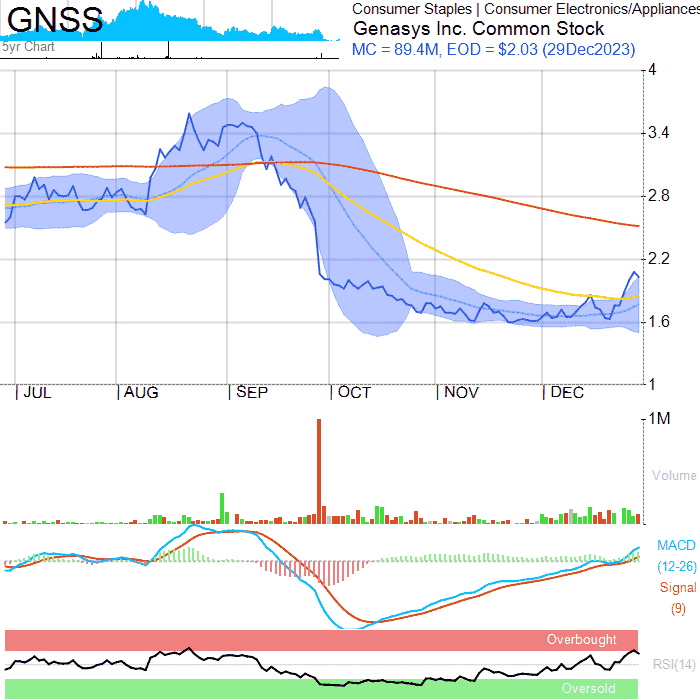 GNSS
5yr Chart
Consumer Staples | Consumer Electronics/Appliances
Genasys Inc. Common Stock
MC = 89.4M, EOD = $2.03 (29Dec2023)
4
3.4
2.8
2.2
1.6
1
JUL AUG SEP OCT NOV DEC
1M
Volume
MACD
(12-26)
Signal
(9)
Overbought
RSI(14)
Oversold